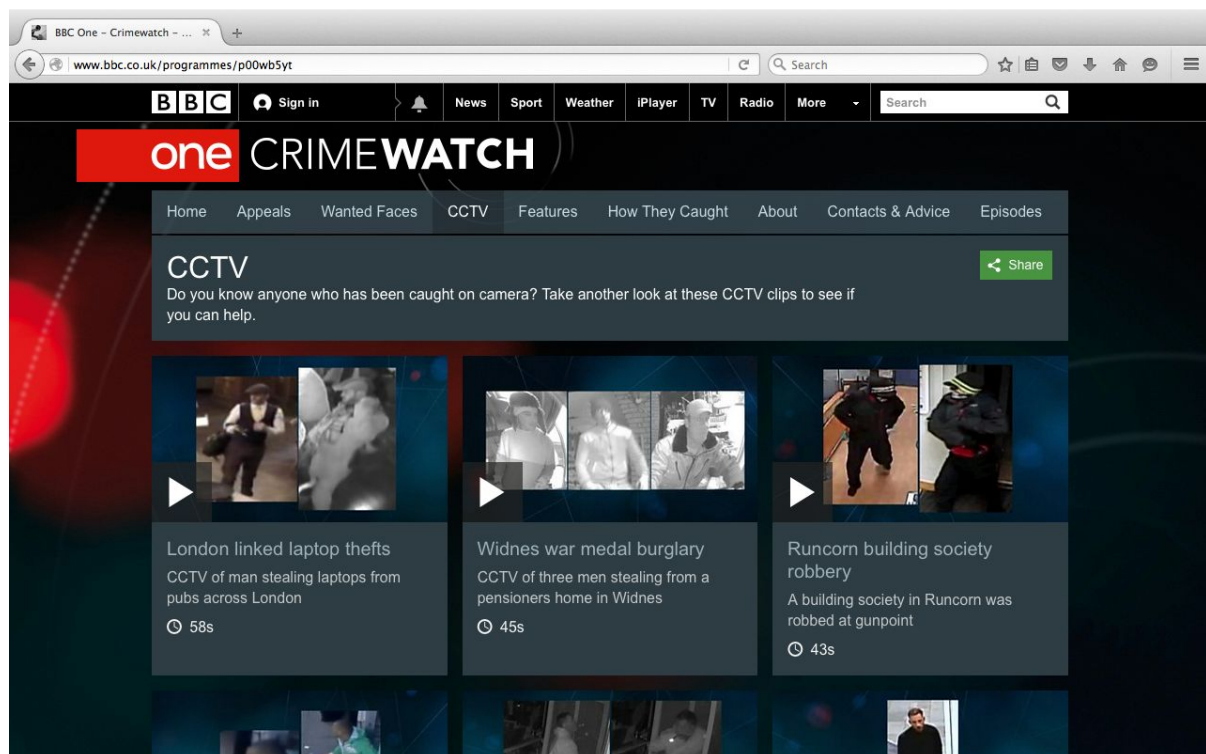 BBC One – Crimewatch – ...
www.bbc.co.uk/programmes/p00wb5yt
Search
BBC
Sign in
News
Sport
Weather
iPlayer
TV
Radio
More
Search
one CRIMEWATCH
Home
Appeals
Wanted Faces
CCTV
Features
How They Caught
About
Contacts & Advice
Episodes
CCTV
Share
Do you know anyone who has been caught on camera? Take another look at these CCTV clips to see if
you can help.
London linked laptop thefts
CCTV of man stealing laptops from
pubs across London
58s
Widnes war medal burglary
CCTV of three men stealing from a
pensioners home in Widnes
45s
Runcorn building society
robbery
A building society in Runcorn was
robbed at gunpoint
43s